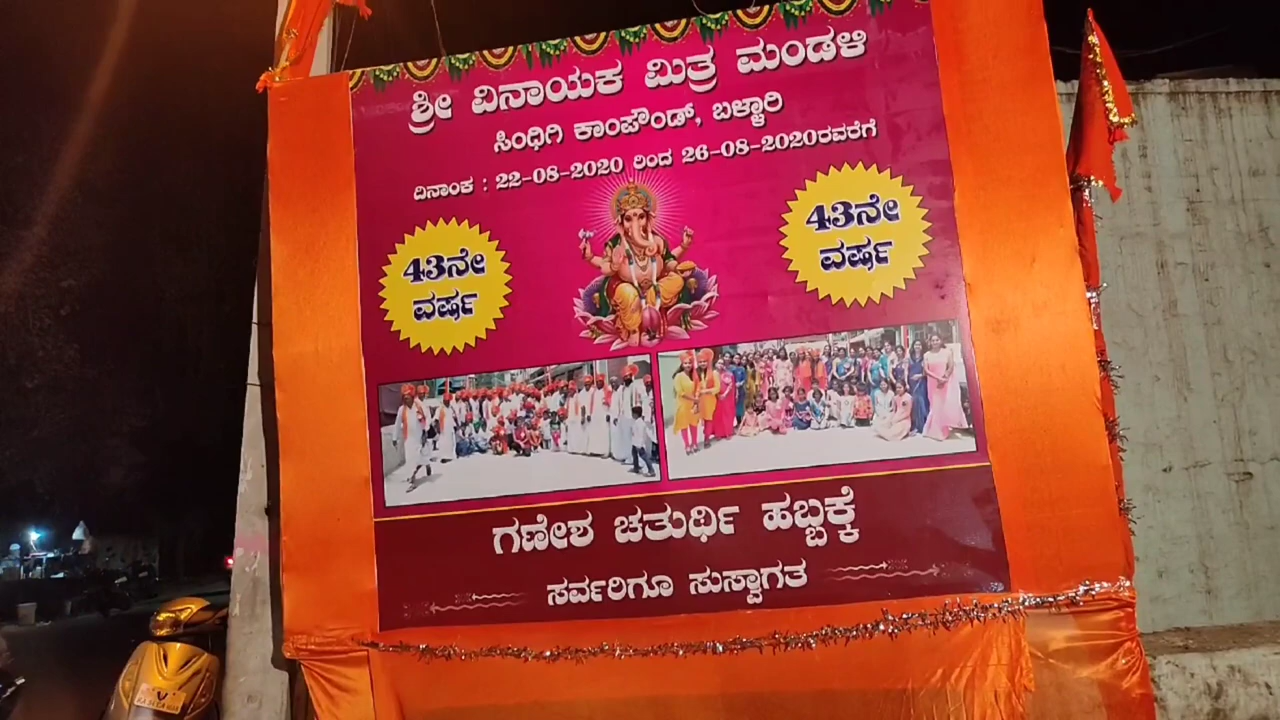 ಶ್ರೀ ವಿನಾಯಕ ಮಿತ್ರ ಮಂಡಳಿ
ಸಿಂಧಿಗಿ ಕಾಂಪೌಂಡ್, ಬಳ್ಳಾರಿ
ದಿನಾಂಕ : 22-08-2020 ರಿಂದ 26-08-2020ರವರೆಗೆ
43ನೇ
ವರ್ಷ
43ನೇ
ವರ್ಷ
ಗಣೇಶ ಚತುರ್ಥಿ ಹಬ್ಬಕ್ಕೆ
ಸರ್ವರಿಗೂ ಸುಸ್ವಾಗತ